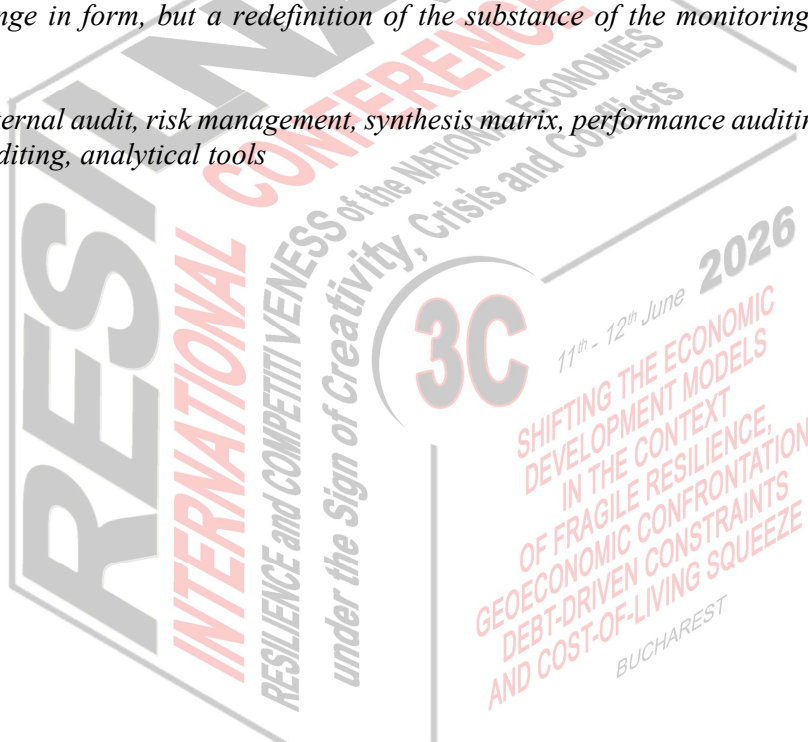 nge in form, but a redefinition of the substance of the monitoring
ternal audit, risk management, synthesis matrix, performance auditin
diting, analytical tools
RESI
INTERNATIONAL
CONFERENCE
RESILIENCE and COMPETITIVENESS of the NATIONAL ECONOMIES
under the Sign of Creativity, Crisis and Conflicts
3C
11th - 12th June 2026
SHIFTING THE ECONOMIC
DEVELOPMENT MODELS
IN THE CONTEXT
OF FRAGILE RESILIENCE,
GEOECONOMIC CONFRONTATION
DEBT-DRIVEN CONSTRAINTS
AND COST-OF-LIVING SQUEEZE
BUCHAREST